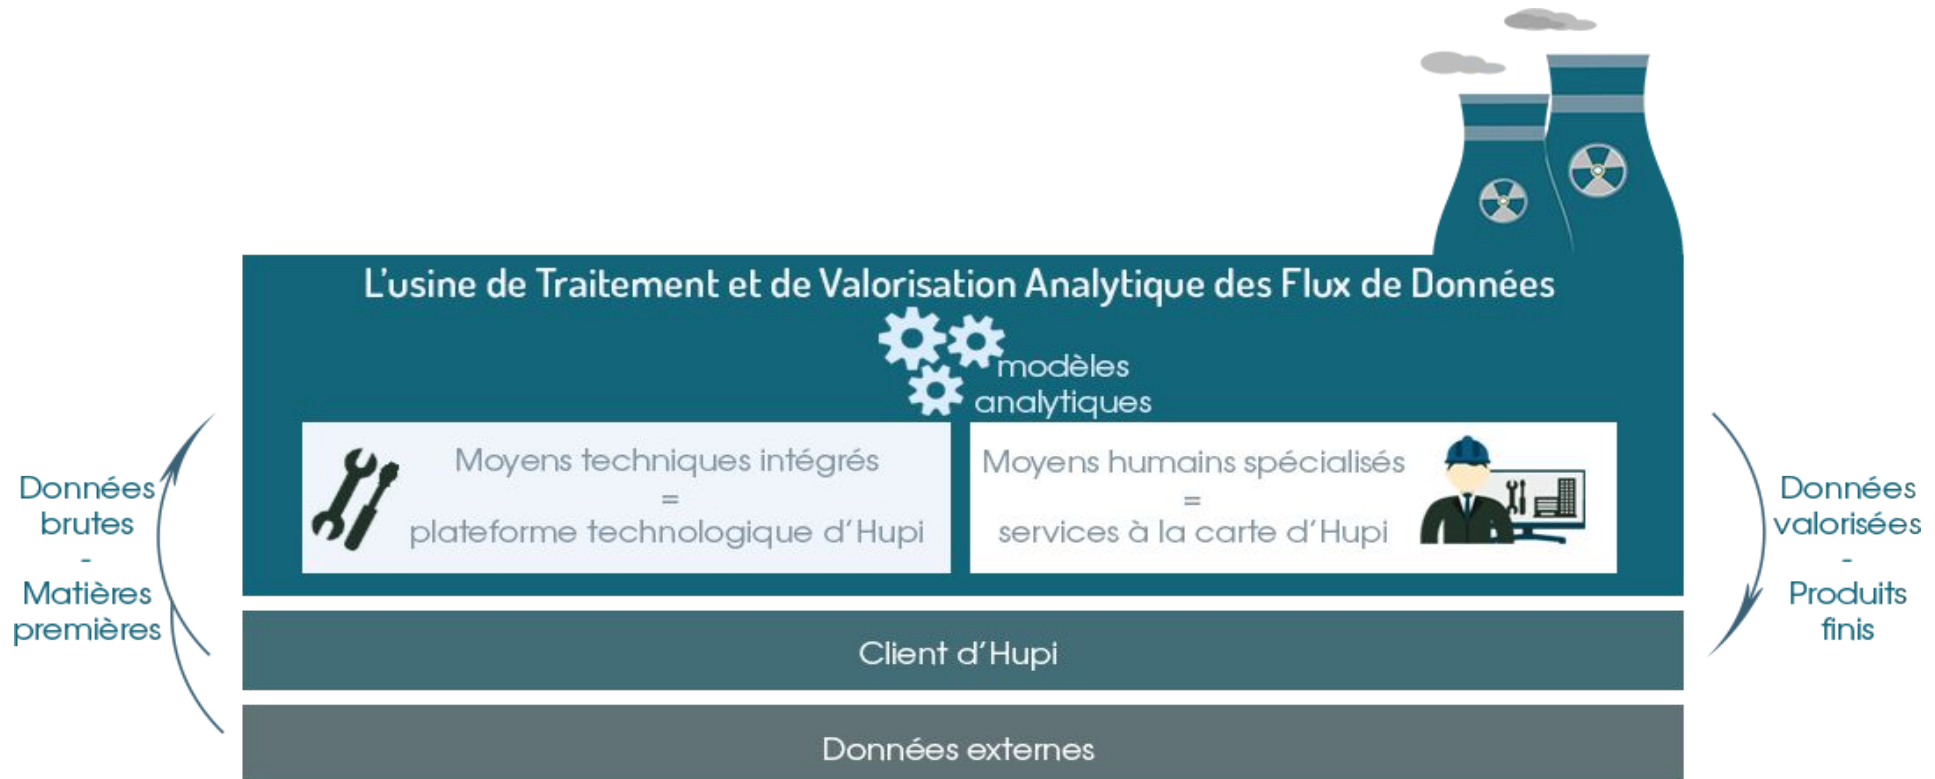 L'usine de Traitement et de Valorisation Analytique des Flux de Données
modèles
analytiques
Moyens techniques intégrés
=
plateforme technologique d'Hupi
Moyens humains spécialisés
=
services à la carte d'Hupi
Données
brutes
-
Matières
premières
Données
valorisées
-
Produits
finis
Client d'Hupi
Données externes